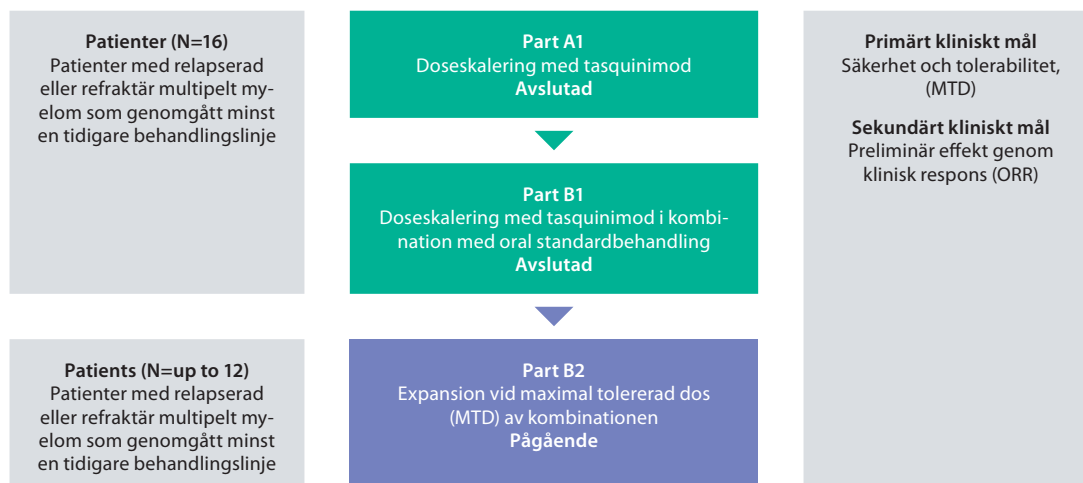 Patienter (N=16)
Patienter med relapserad
eller refraktär multipelt my-
elom som genomgått minst
en tidigare behandlingslinje
Part A1
Doseskalering med tasquinimod
Avslutad
Primärt kliniskt mål
Säkerhet och tolerabilitet,
(MTD)
Sekundärt kliniskt mål
Preliminär effekt genom
klinisk respons (ORR)
Part B1
Doseskalering med tasquinimod i kombi-
nation med oral standardbehandling
Avslutad
Patients (N=up to 12)
Patienter med relapserad
eller refraktär multipelt my-
elom som genomgått minst
en tidigare behandlingslinje
Part B2
Expansion vid maximal tolererad dos
(MTD) av kombinationen
Pågående